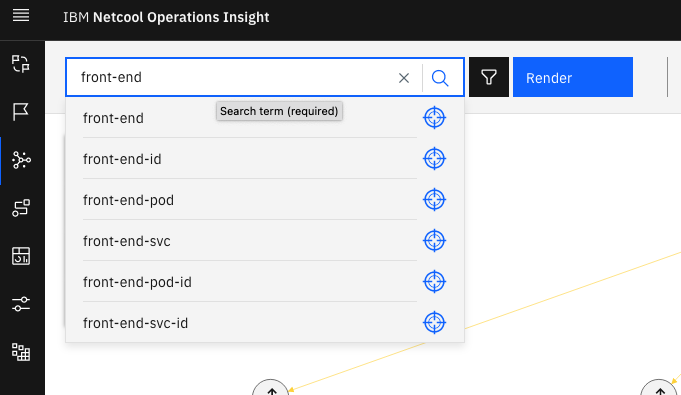 IBM Netcool Operations Insight
front-end
Render
Search term (required)
front-end
front-end-id
front-end-pod
front-end-svc
front-end-pod-id
front-end-svc-id